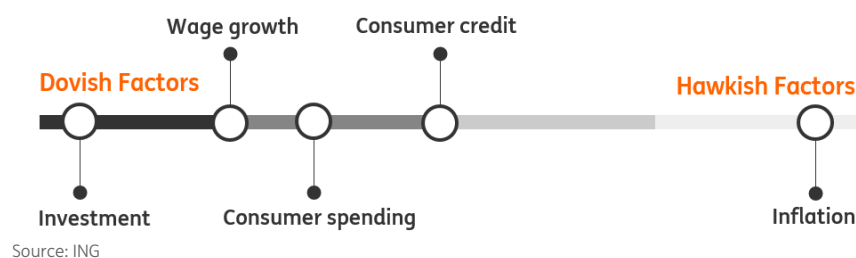 Wage growth
Consumer credit
Dovish Factors
Hawkish Factors
Investment
Consumer spending
Inflation
Source: ING